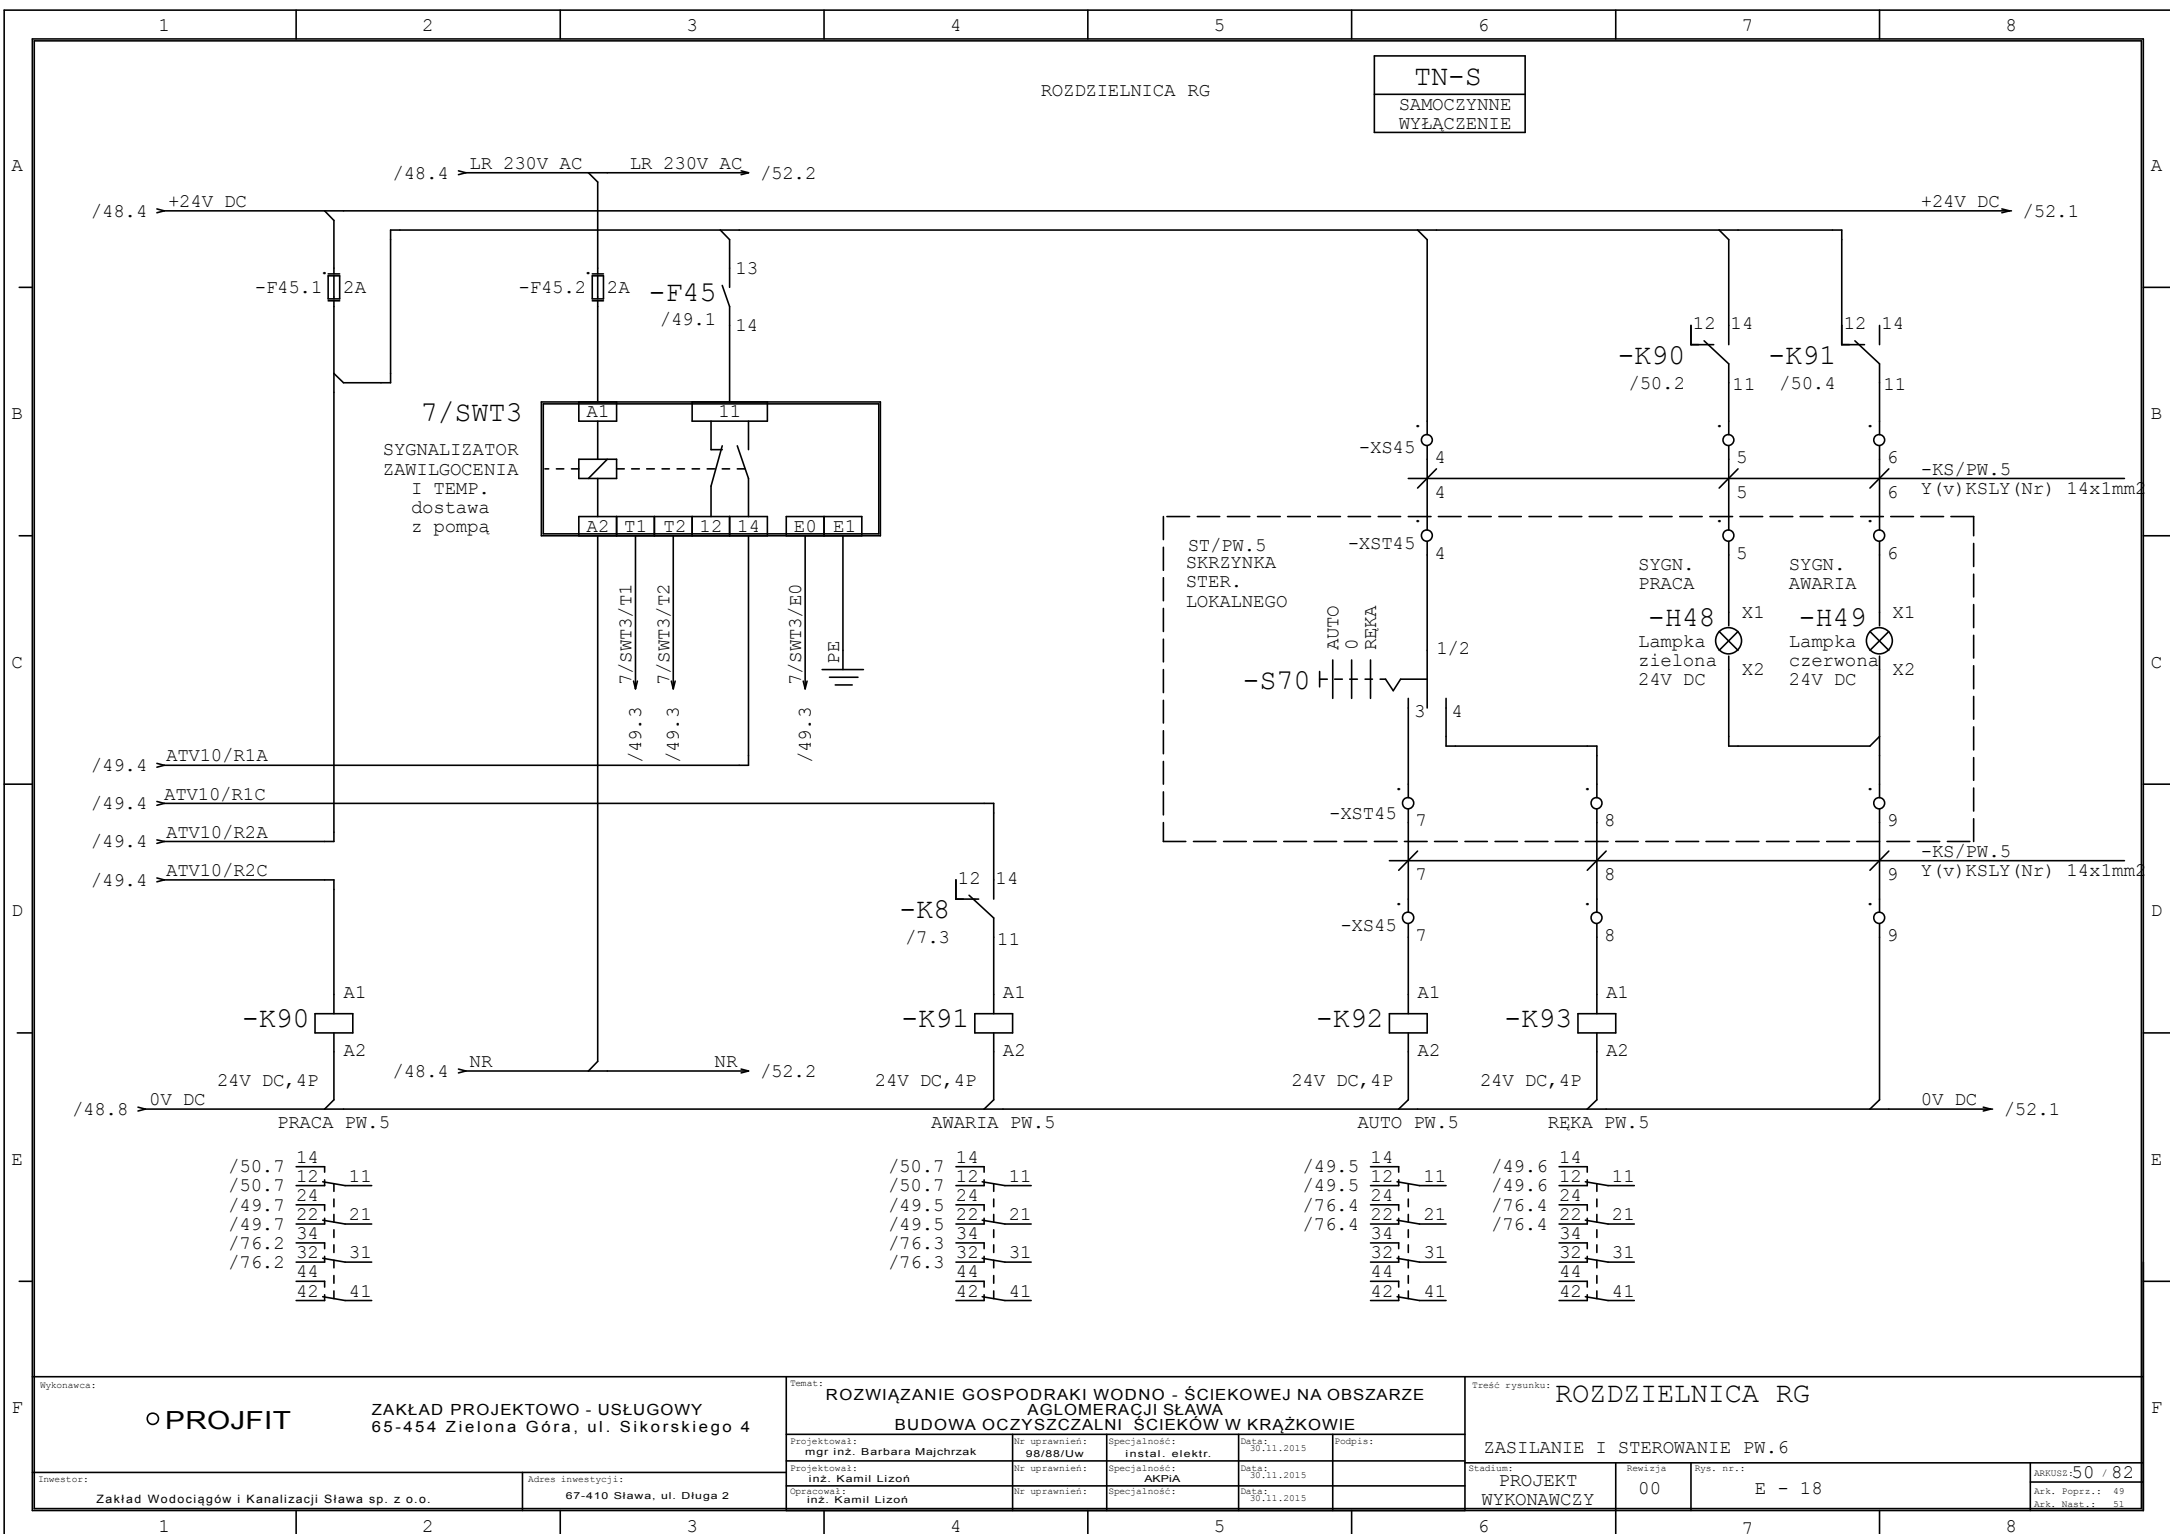 1 2 3 4 5 6 7 8
ROZDZIELNICA RG
TN-S
SAMOCZYNNE
WYŁĄCZENIE
A A
/48.4 LR 230V AC LR 230V AC /52.2
/48.4 +24V DC +24V DC /52.1
-F45.1 2A
-F45.2 2A
-F45
/49.1
13
14
12 14
-K90
/50.2 11
12 14
-K91
/50.4 11
B B
7/SWT3
SYGNALIZATOR
ZAWILGOCENIA
I TEMP.
dostawa
z pompą
A1 11
A2 T1 T2 12 14 E0 E1
-XS45 4 5 6
4 5 6
-KS/PW.5
Y(v)KSLY(Nr) 14x1mm2
ST/PW.5
SKRZYNKA
STER.
LOKALNEGO
-XST45 4 5 6
7/SWT3/T1
7/SWT3/T2
7/SWT3/E0
PE
/49.3
/49.3
/49.3
AUTO
0
RĘKA
1/2
-S70
3 4
SYGN.
PRACA
-H48 X1
Lampka
zielona
24V DC X2
SYGN.
AWARIA
-H49 X1
Lampka
czerwona
24V DC X2
C C
/49.4 ATV10/R1A
/49.4 ATV10/R1C
/49.4 ATV10/R2A
/49.4 ATV10/R2C
-XST45 7 8 9
7 8 9
-KS/PW.5
Y(v)KSLY(Nr) 14x1mm2
-XS45 7 8 9
D D
12 14
-K8
/7.3 11
A1
-K90
A2
24V DC,4P
/48.4 NR NR /52.2
A1
-K91
A2
24V DC,4P
A1
-K92
A2
24V DC,4P
A1
-K93
A2
24V DC,4P
/48.8 0V DC 0V DC /52.1
PRACA PW.5 AWARIA PW.5 AUTO PW.5 RĘKA PW.5
E E
/50.7 14
/50.7 12 11
/49.7 24
/49.7 22 21
/76.2 34
/76.2 32 31
44
42 41
/50.7 14
/50.7 12 11
/49.5 24
/49.5 22 21
/76.3 34
/76.3 32 31
44
42 41
/49.5 14
/49.5 12 11
/76.4 24
/76.4 22 21
34
32 31
44
42 41
/49.6 14
/49.6 12 11
/76.4 24
/76.4 22 21
34
32 31
44
42 41
F F
Wykonawca:
PROJFIT
ZAKŁAD PROJEKTOWO - USŁUGOWY
65-454 Zielona Góra, ul. Sikorskiego 4
Inwestor:
Zakład Wodociągów i Kanalizacji Sława sp. z o.o.
Adres inwestycji:
67-410 Sława, ul. Długa 2
Temat:
ROZWIĄZANIE GOSPODRAKI WODNO - ŚCIEKOWEJ NA OBSZARZE
AGLOMERACJI SŁAWA
BUDOWA OCZYSZCZALNI ŚCIEKÓW W KRĄŻKOWIE
Projektował: mgr inż. Barbara Majchrzak Nr uprawnień: 98/88/Uw Specjalność: instal. elektr. Data: 30.11.2015 Podpis:
Projektował: inż. Kamil Lizoń Nr uprawnień: Specjalność: AKPiA Data: 30.11.2015
Opracował: inż. Kamil Lizoń Nr uprawnień: Specjalność: Data: 30.11.2015
Treść rysunku: ROZDZIELNICA RG
ZASILANIE I STEROWANIE PW.6
Stadium:
PROJEKT
WYKONAWCZY
Rewizja
00
Rys. nr.:
E - 18
ARKUSZ: 50 / 82
Ark. Poprz.: 49
Ark. Nast.: 51
1 2 3 4 5 6 7 8